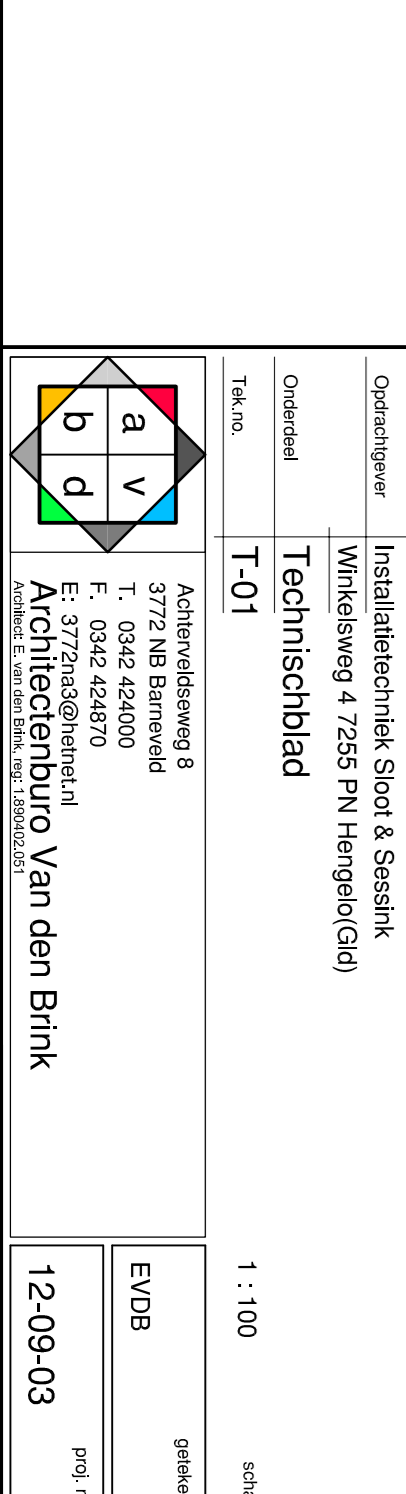 Opdrachtgever Installatietechniek Sloot & Sessink
Winkelsweg 4 7255 PN Hengelo(Gld)
Onderdeel Technischblad
Tek.no. T-01 1 : 100
a v
b d
Achterveldseweg 8
3772 NB Barneveld
T. 0342 424000
F. 0342 424870
E: 3772na3@hetnet.nl
Architectenburo Van den Brink
Architect: E. van den Brink, reg: 1.890402.051
EVDB
12-09-03 proj.